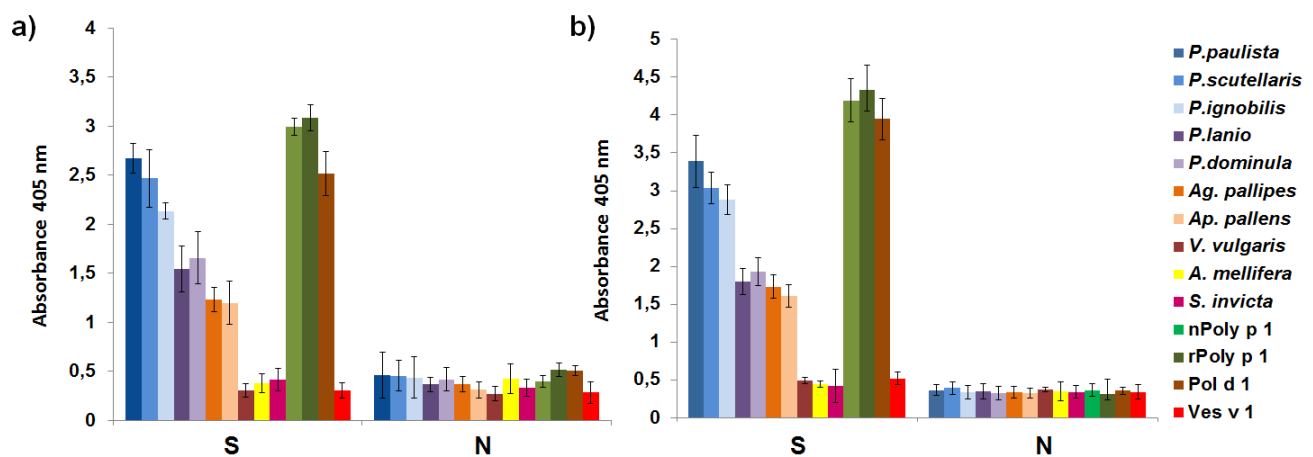 a)
4
3,5
3
2,5
2
1,5
1
0,5
0
Absorbance 405 nm
S
N
b)
5
4,5
4
3,5
3
2,5
2
1,5
1
0,5
0
Absorbance 405 nm
S
N
P.paulista
P.scutellaris
P.ignobilis
P.lanio
P.dominula
Ag. pallipes
Ap. pallens
V. vulgaris
A. mellifera
S. invicta
nPoly p 1
rPoly p 1
Pol d 1
Ves v 1